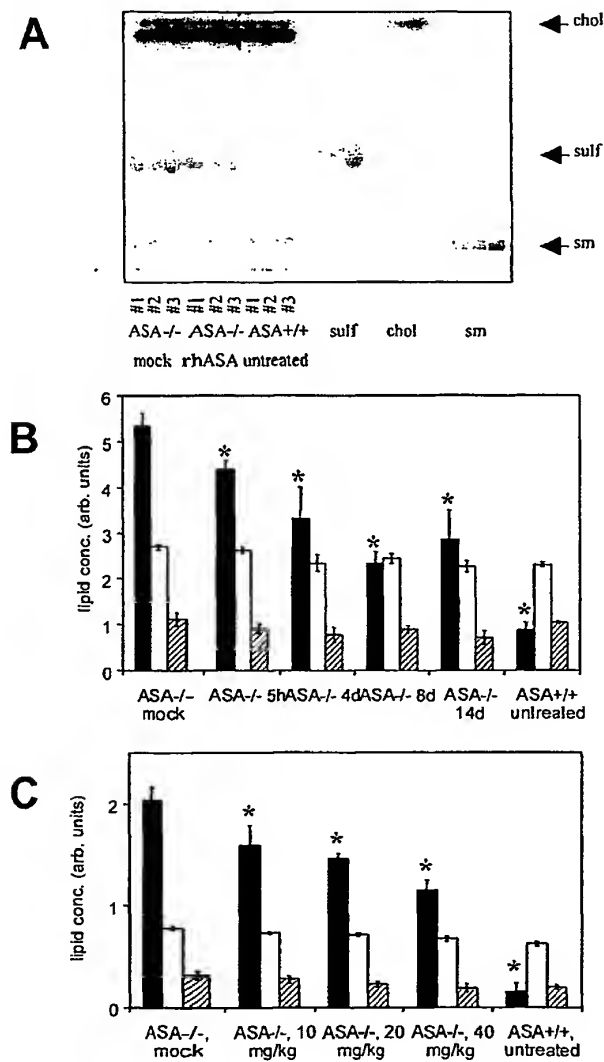 A
chol
sulf
sm
#1 #2 #3 #1 #2 #3 #1 #2 #3
ASA-/- ASA-/- ASA+/+ sulf chol sm
mock rhASA untreated
B
lipid conc. (arb. units)
6
5
4
3
2
1
0
* * * * *
ASA-/- ASA-/- 5h ASA-/- 4d ASA-/- 8d ASA-/- ASA+/+
mock 14d untrealed
C
lipid conc. (arb. units)
2
1
0
* * * *
ASA-/-, ASA-/-, 10 ASA-/-, 20 ASA-/-, 40 ASA+/+,
mock mg/kg mg/kg mg/kg untreated